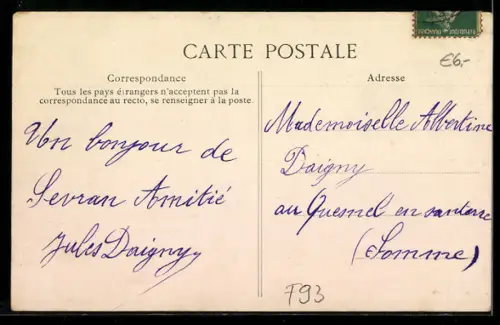 CARTE POSTALE
€6.-
Correspondance
Tous les pays étrangers n'acceptent pas la
correspondance au recto, se renseigner à la poste.
Un bonjour de
Sevran Amitié
Jules Daigny
Adresse
Mademoiselle Albertine
Daigny
au Quesnel en santerre
(Somme)
F93